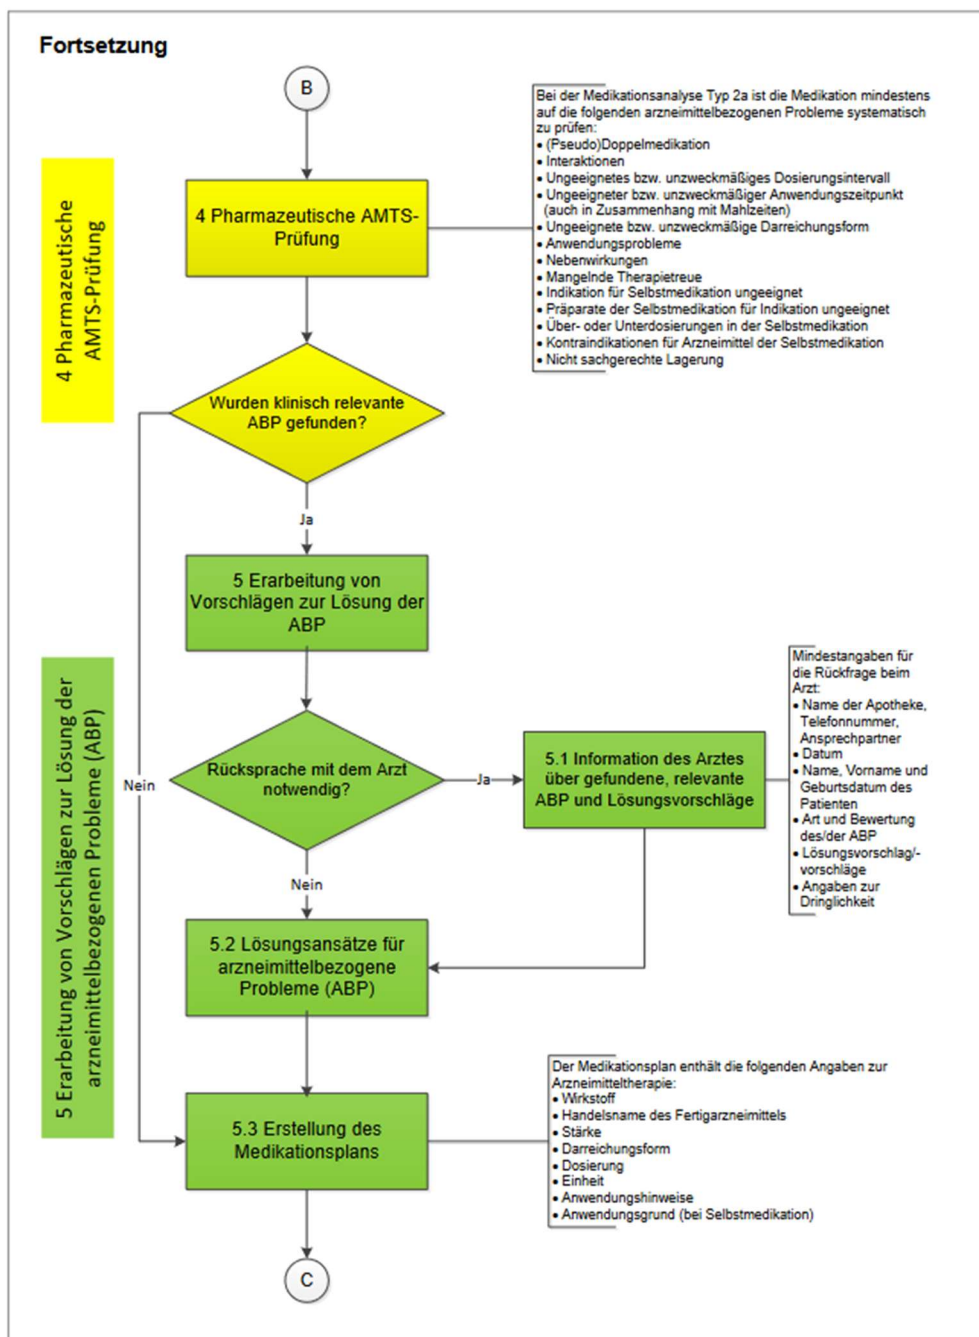 Fortsetzung
B
Bei der Medikationsanalyse Typ 2a ist die Medikation mindestens
auf die folgenden arzneimittelbezogenen Probleme systematisch
zu prüfen:
• (Pseudo)Doppelmedikation
• Interaktionen
• Ungeeignetes bzw. unzweckmäßiges Dosierungsintervall
• Ungeeigneter bzw. unzweckmäßiger Anwendungszeitpunkt
(auch in Zusammenhang mit Mahlzeiten)
• Ungeeignete bzw. unzweckmäßige Darreichungsform
• Anwendungsprobleme
• Nebenwirkungen
• Mangelnde Therapietreue
• Indikation für Selbstmedikation ungeeignet
• Präparate der Selbstmedikation für Indikation ungeeignet
• Über- oder Unterdosierungen in der Selbstmedikation
• Kontraindikationen für Arzneimittel der Selbstmedikation
• Nicht sachgerechte Lagerung
4 Pharmazeutische
AMTS-Prüfung
4 Pharmazeutische AMTS-
Prüfung
Wurden klinisch relevante
ABP gefunden?
Ja
Nein
5 Erarbeitung von Vorschlägen zur Lösung der
arzneimittelbezogenen Probleme (ABP)
5 Erarbeitung von
Vorschlägen zur Lösung der
ABP
Rücksprache mit dem Arzt
notwendig?
Ja
5.1 Information des Arztes
über gefundene, relevante
ABP und Lösungsvorschläge
Mindestangaben für
die Rückfrage beim
Arzt:
• Name der Apotheke,
Telefonnummer,
Ansprechpartner
• Datum
• Name, Vorname und
Geburtsdatum des
Patienten
• Art und Bewertung
des/der ABP
• Lösungsvorschlag/-
vorschläge
• Angaben zur
Dringlichkeit
Nein
5.2 Lösungsansätze für
arzneimittelbezogene
Probleme (ABP)
5.3 Erstellung des
Medikationsplans
Der Medikationsplan enthält die folgenden Angaben zur
Arzneimitteltherapie:
• Wirkstoff
• Handelsname des Fertigarzneimittels
• Stärke
• Darreichungsform
• Dosierung
• Einheit
• Anwendungshinweise
• Anwendungsgrund (bei Selbstmedikation)
C